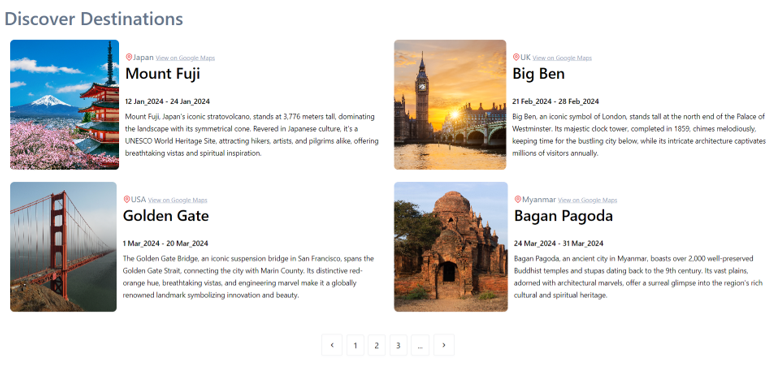 Discover Destinations
Japan View on Google Maps
Mount Fuji
12 Jan_2024 - 24 Jan_2024
Mount Fuji, Japan's iconic stratovolcano, stands at 3,776 meters tall, dominating
the landscape with its symmetrical cone. Revered in Japanese culture, it's a
UNESCO World Heritage Site, attracting hikers, artists, and pilgrims alike, offering
breathtaking vistas and spiritual inspiration.
UK View on Google Maps
Big Ben
21 Feb_2024 - 28 Feb_2024
Big Ben, an iconic symbol of London, stands tall at the north end of the Palace of
Westminster. Its majestic clock tower, completed in 1859, chimes melodiously,
keeping time for the bustling city below, while its intricate architecture captivates
millions of visitors annually.
USA View on Google Maps
Golden Gate
1 Mar_2024 - 20 Mar_2024
The Golden Gate Bridge, an iconic suspension bridge in San Francisco, spans the
Golden Gate Strait, connecting the city with Marin County. Its distinctive red-
orange hue, breathtaking vistas, and engineering marvel make it a globally
renowned landmark symbolizing innovation and beauty.
Myanmar View on Google Maps
Bagan Pagoda
24 Mar_2024 - 31 Mar_2024
Bagan Pagoda, an ancient city in Myanmar, boasts over 2,000 well-preserved
Buddhist temples and stupas dating back to the 9th century. Its vast plains,
adorned with architectural marvels, offer a surreal glimpse into the region's rich
cultural and spiritual heritage.
‹ 1 2 3 ... ›